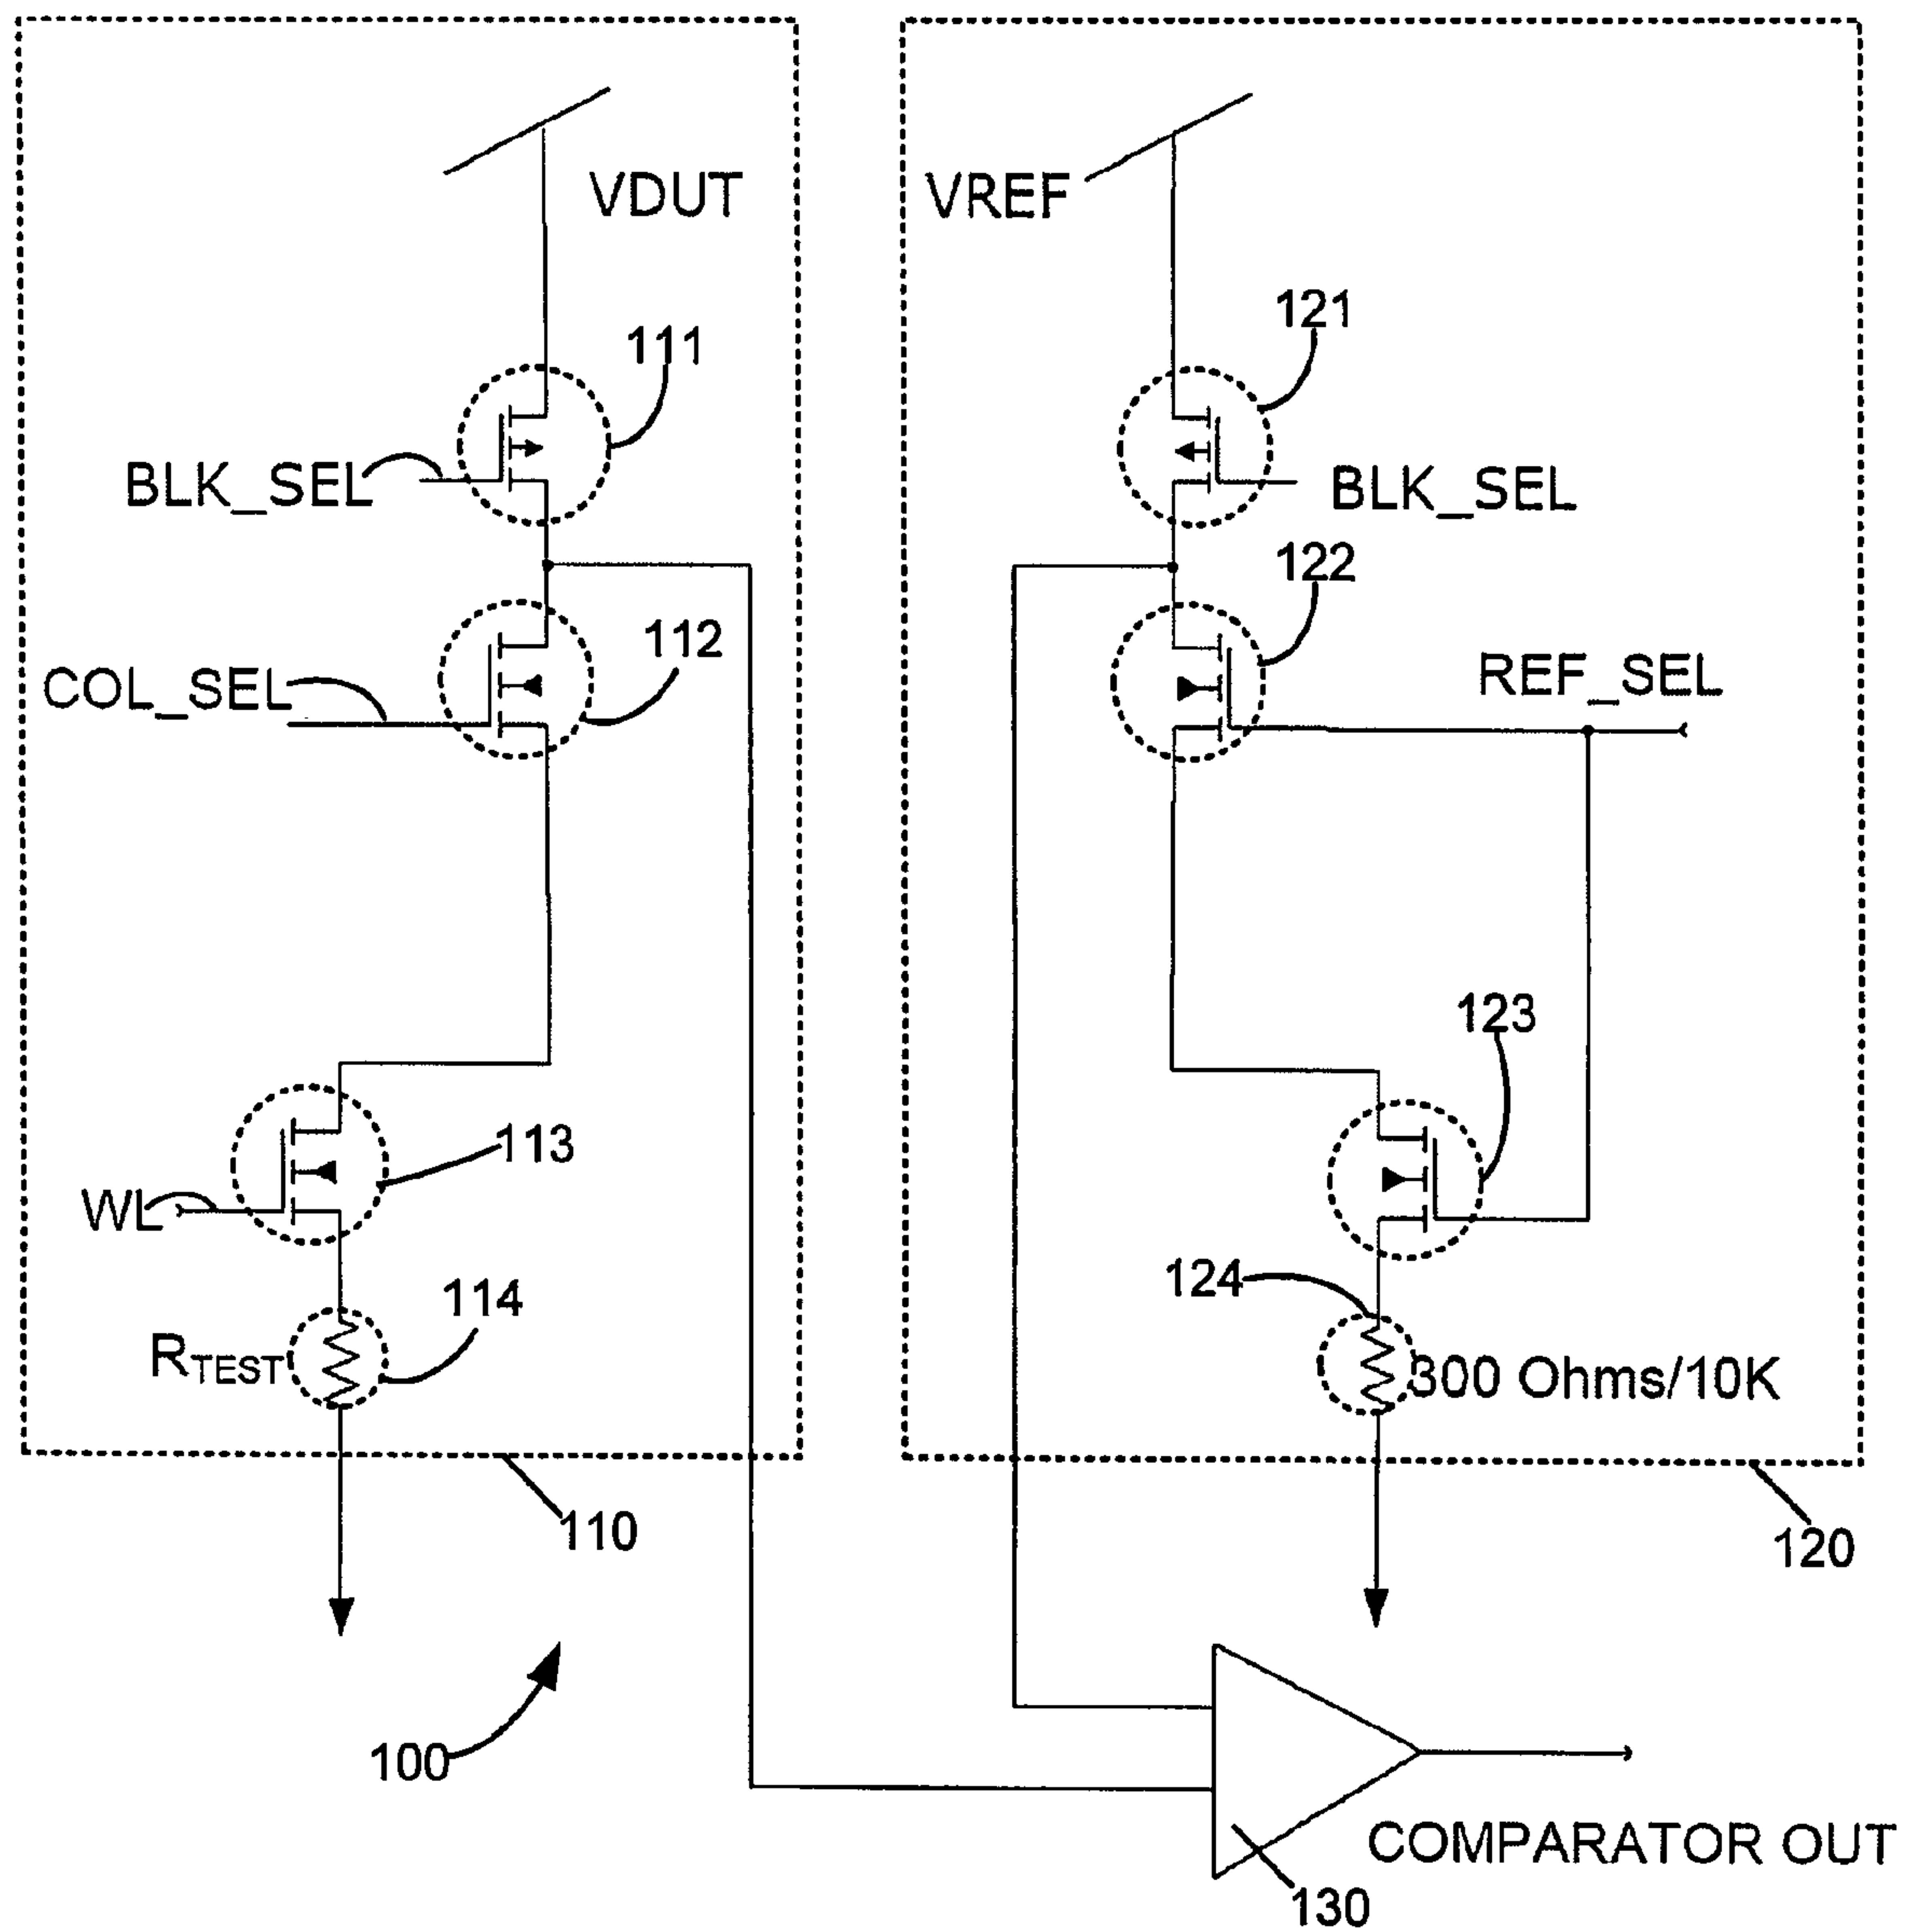 VDUT
VREF
121
111
BLK_SEL
BLK_SEL
122
112
COL_SEL
REF_SEL
123
113
WL
124
114
RTEST
300 Ohms/10K
110
120
100
COMPARATOR OUT
130